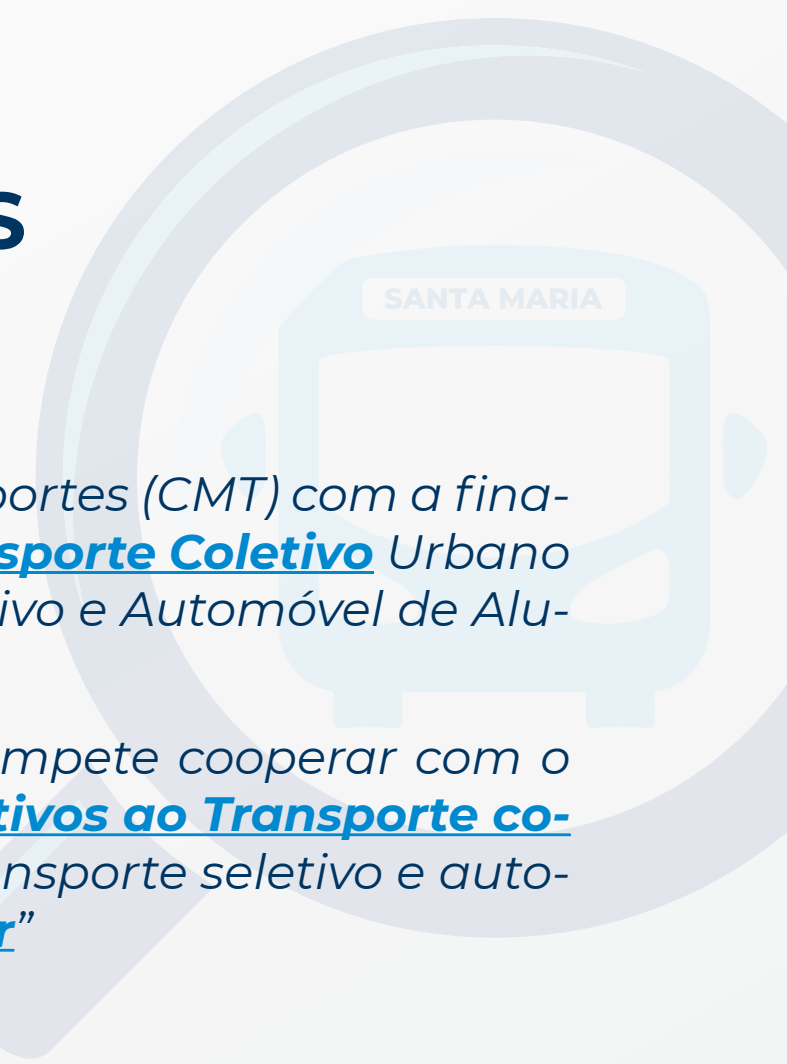 s
SANTA MARIA
portes (CMT) com a fina-
sporte Coletivo Urbano
ivo e Automóvel de Alu-
mpete cooperar com o
tivos ao Transporte co-
nsporte seletivo e auto-
r”